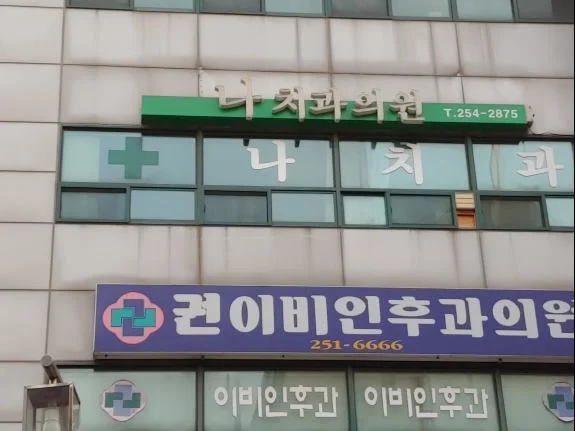 나 치과의원 T.254-2875
나 치 과
권이비인후과의원
251-6666
이비인후과 이비인후과